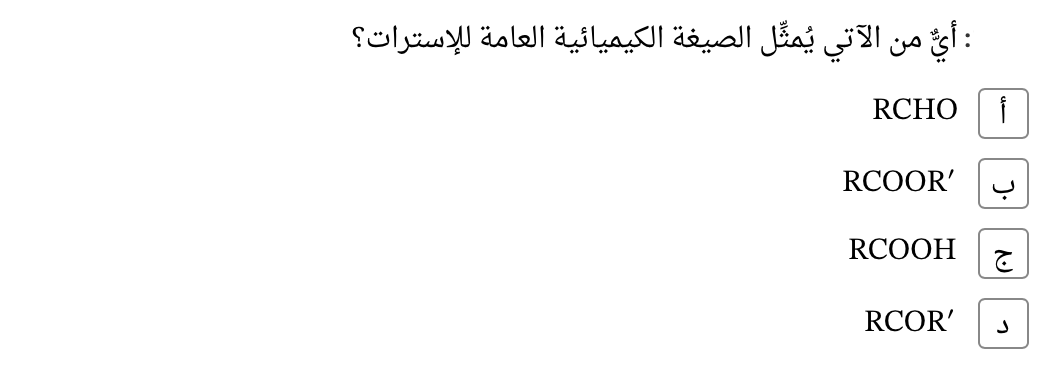 : أيٌّ من الآتي يُمثِّل الصيغة الكيميائية العامة للإسترات؟
أ RCHO
ب RCOOR′
ج RCOOH
د RCOR′